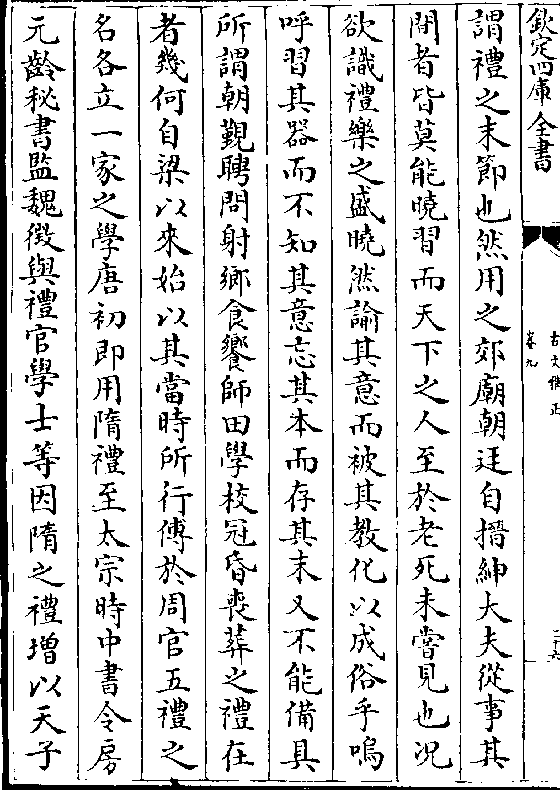 欽定四庫全書
古文雅正
卷九
二十六
謂禮之末節也然用之郊廟朝廷自搢紳大夫從事其
間者皆莫能曉習而天下之人至於老死未嘗見也况
欲識禮樂之盛曉然諭其意而被其教化以成俗乎嗚
呼習其器而不知其意忘其本而存其末又不能備具
所謂朝覲聘問射鄉食饗師田學校冠昏喪葬之禮在
者幾何自梁以來始以其當時所行傅於周官五禮之
名各立一家之學唐初即用隋禮至太宗時中書令房
元齡秘書監魏徵與禮官學士等因隋之禮增以天子